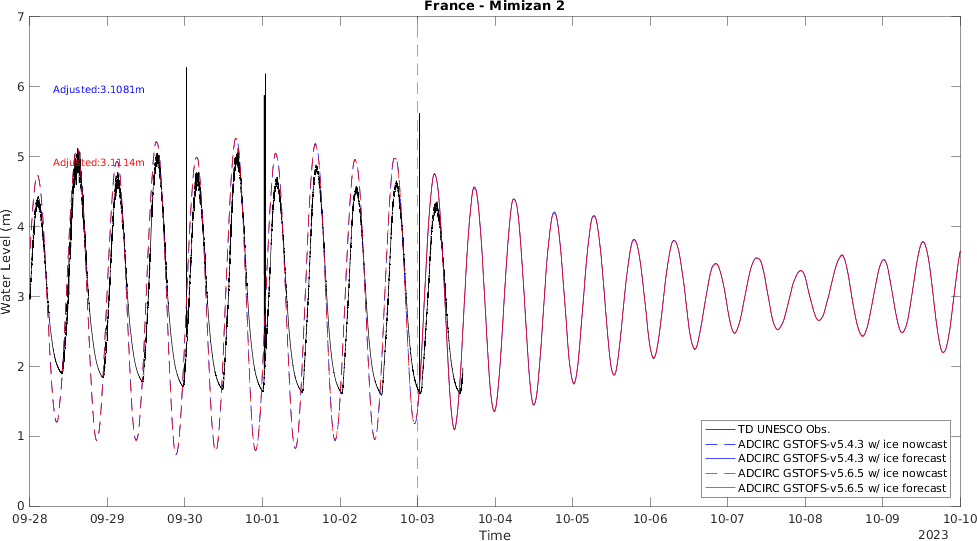 France - Mimizan 2
7
6
5
4
3
2
1
0
Water Level (m)
Adjusted:3.1081m
Adjusted:3.1114m
TD UNESCO Obs.
ADCIRC GSTOFS-v5.4.3 w/ ice nowcast
ADCIRC GSTOFS-v5.4.3 w/ ice forecast
ADCIRC GSTOFS-v5.6.5 w/ ice nowcast
ADCIRC GSTOFS-v5.6.5 w/ ice forecast
09-28 09-29 09-30 10-01 10-02 10-03 10-04 10-05 10-06 10-07 10-08 10-09 10-10
Time
2023